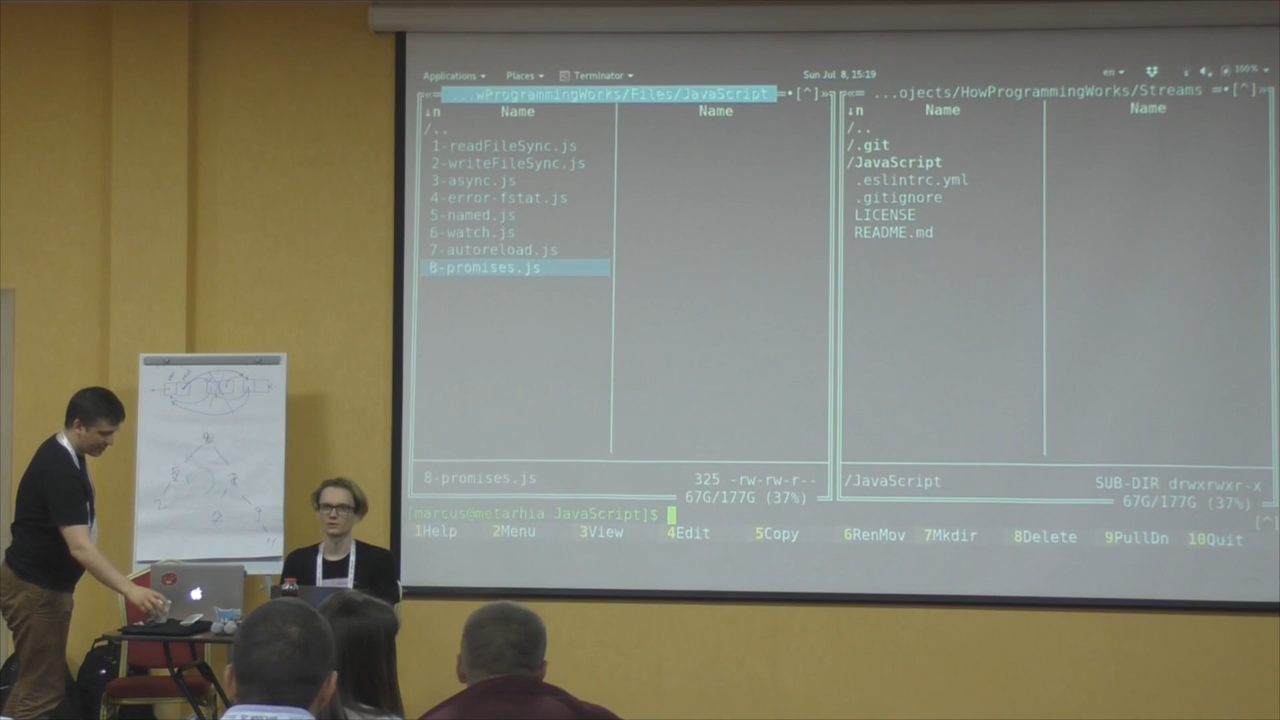 Applications Places Terminator Sun Jul 8, 15:19 en 100%
...wProgrammingWorks/Files/JavaScript [^]
↓n Name Name
/..
1-readFileSync.js
2-writeFileSync.js
3-async.js
4-error-fstat.js
5-named.js
6-watch.js
7-autoreload.js
8-promises.js
8-promises.js 325 -rw-rw-r--
67G/177G (37%)
...ojects/HowProgrammingWorks/Streams [^]
↓n Name Name
/..
/.git
/JavaScript
.eslintrc.yml
.gitignore
LICENSE
README.md
/JavaScript SUB-DIR drwxrwxr-x
67G/177G (37%)
[marcus@metarhia JavaScript]$ [^]
1Help 2Menu 3View 4Edit 5Copy 6RenMov 7Mkdir 8Delete 9PullDn 10Quit